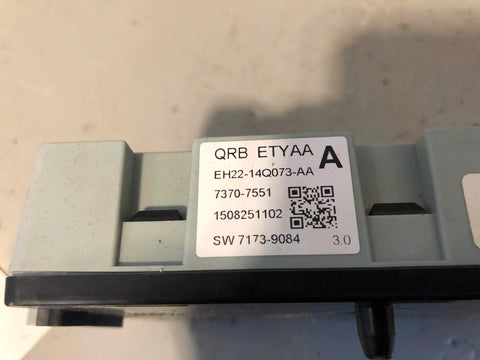 QRB ETYAA A
EH22-14Q073-AA
7370-7551
1508251102
SW 7173-9084 3.0